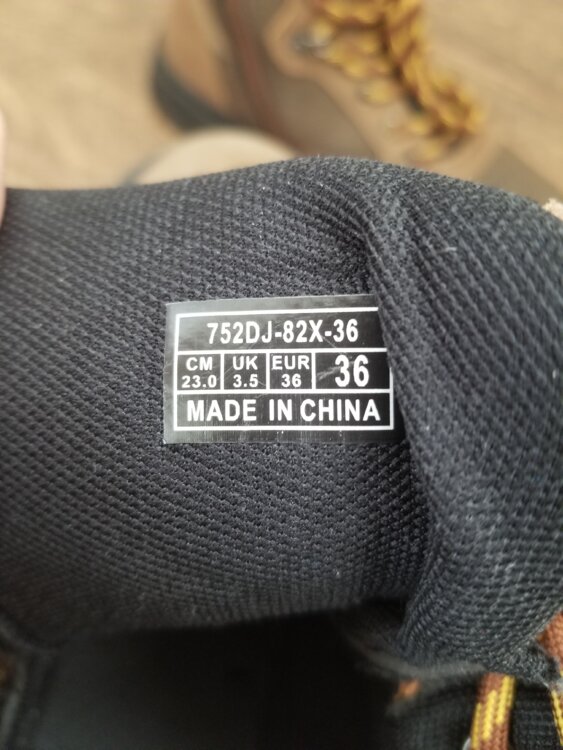 752DJ-82X-36
CM UK EUR 36
23.0 3.5 36
MADE IN CHINA